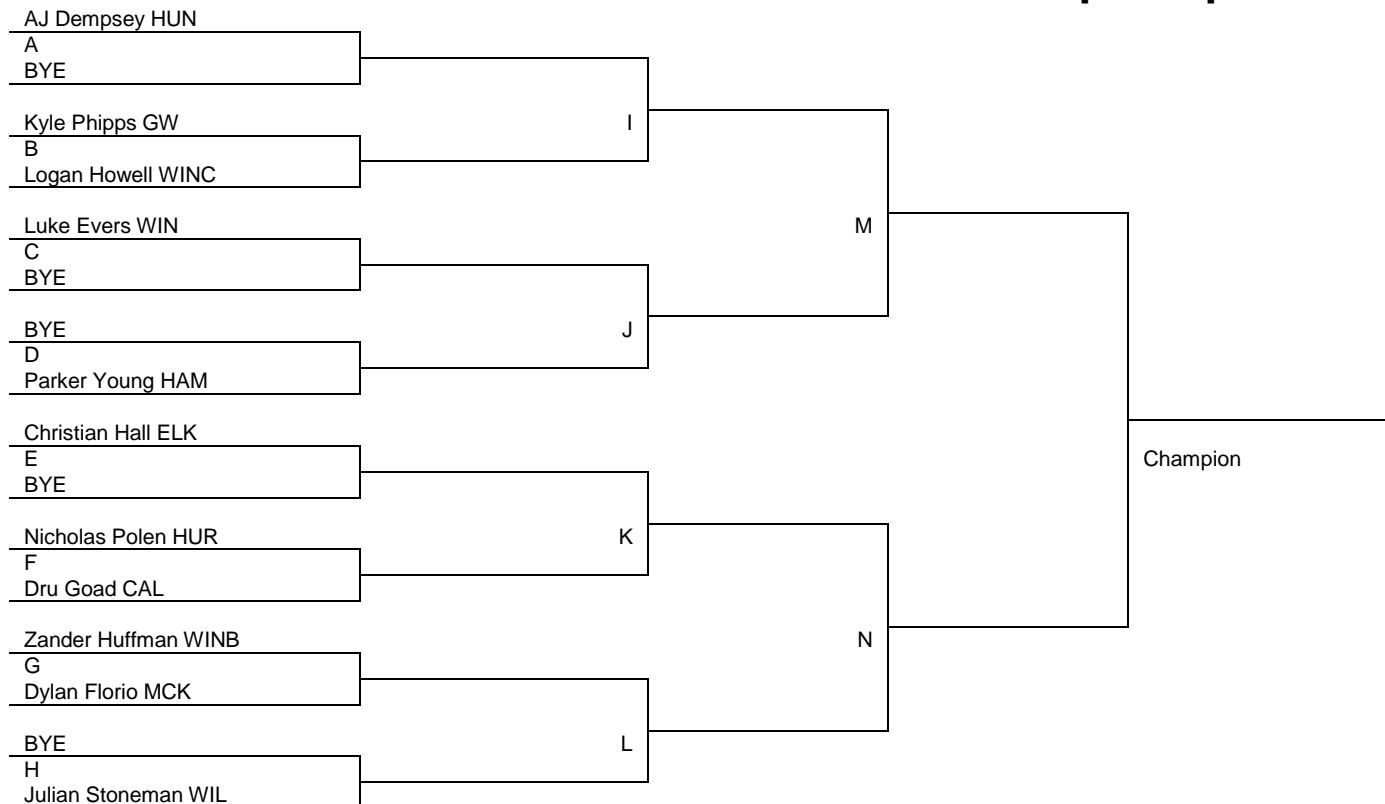 AJ Dempsey HUN
A
BYE
Kyle Phipps GW
I
B
Logan Howell WINC
Luke Evers WIN
M
C
BYE
BYE
J
D
Parker Young HAM
Christian Hall ELK
E
Champion
BYE
Nicholas Polen HUR
K
F
Dru Goad CAL
Zander Huffman WINB
N
G
Dylan Florio MCK
BYE
L
H
Julian Stoneman WIL